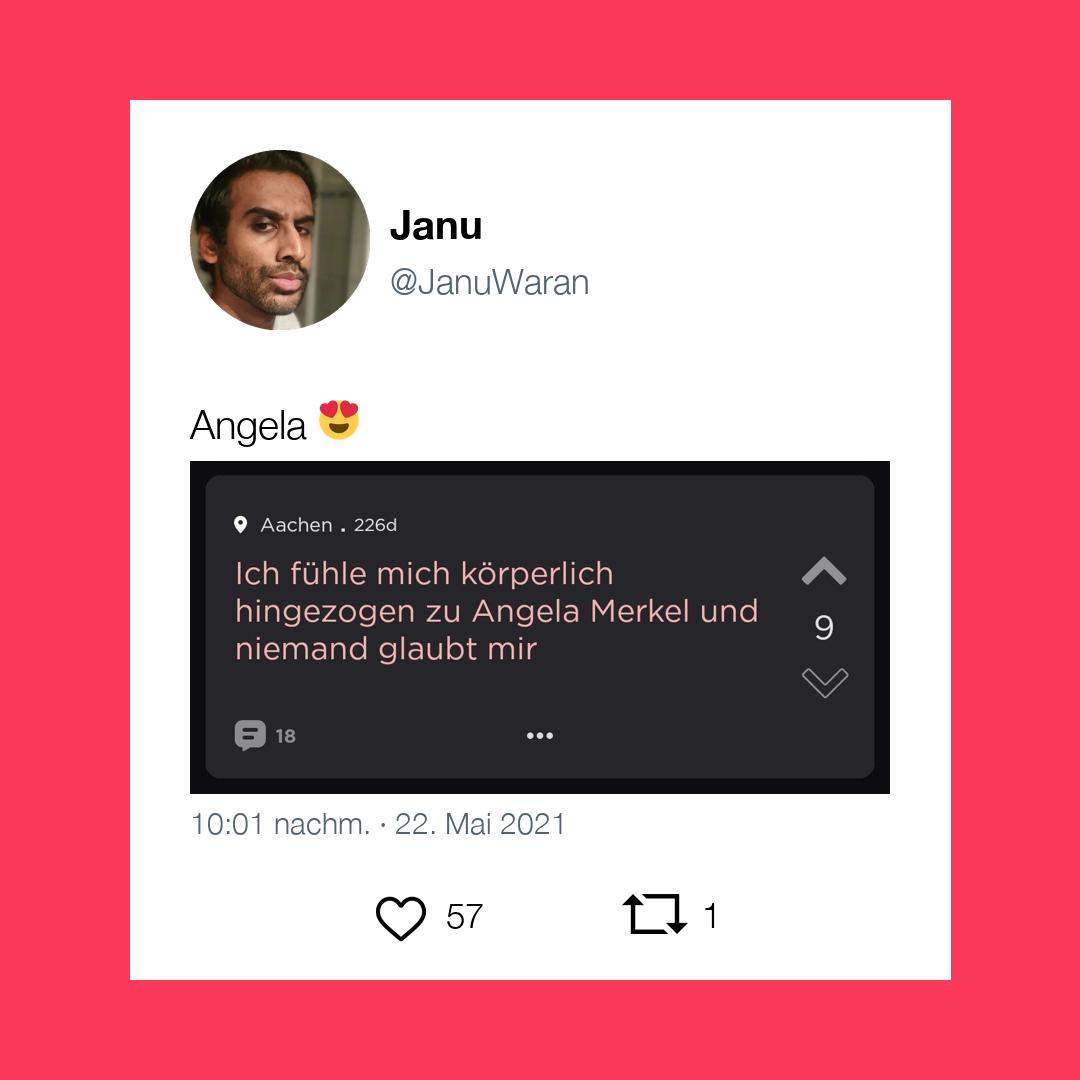 Janu
@JanuWaran
Angela 😍
Aachen . 226d
Ich fühle mich körperlich
hingezogen zu Angela Merkel und
niemand glaubt mir
9
18
10:01 nachm. · 22. Mai 2021
57 1